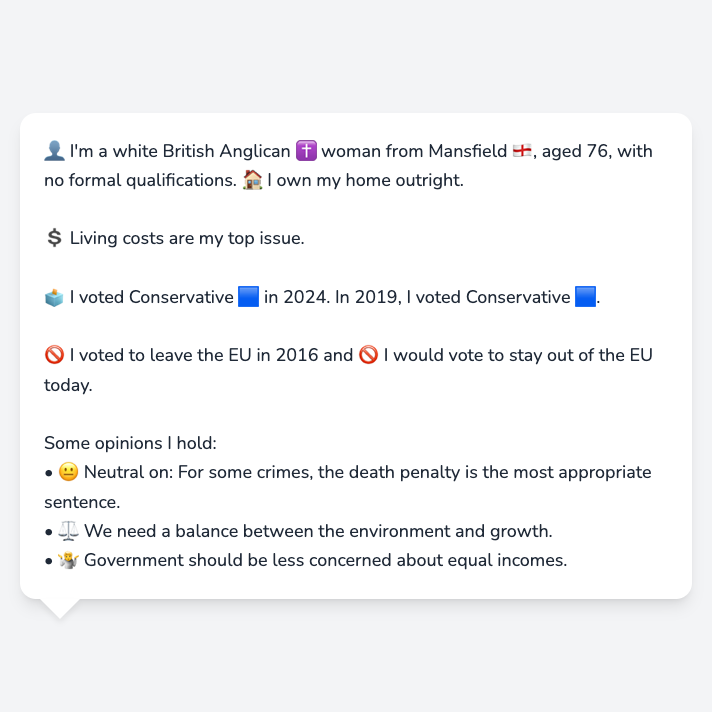 👤 I'm a white British Anglican ✝️ woman from Mansfield 🏴󠁧󠁢󠁥󠁮󠁧󠁿, aged 76, with
no formal qualifications. 🏠 I own my home outright.
💲 Living costs are my top issue.
🗳️ I voted Conservative 🟦 in 2024. In 2019, I voted Conservative 🟦.
🚫 I voted to leave the EU in 2016 and 🚫 I would vote to stay out of the EU
today.
Some opinions I hold:
• 😐 Neutral on: For some crimes, the death penalty is the most appropriate
sentence.
• ⚖️ We need a balance between the environment and growth.
• 🤷 Government should be less concerned about equal incomes.